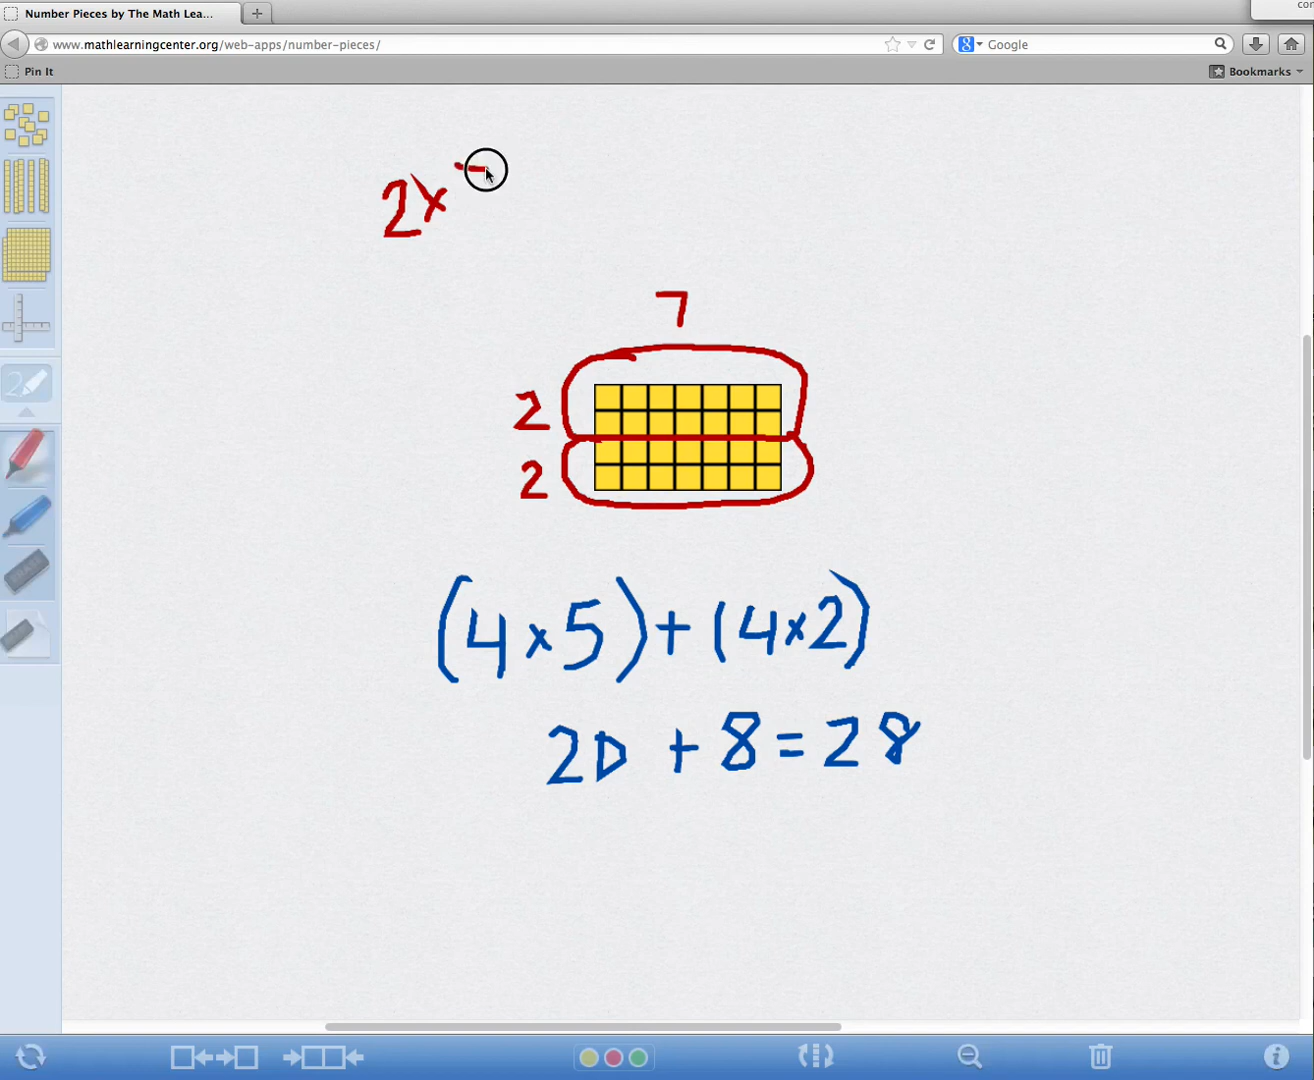 Number Pieces by The Math Lea...
www.mathlearningcenter.org/web-apps/number-pieces/
Google
Pin It
Bookmarks
2x
7
2
2
2
(4x5)+(4x2)
20 + 8 = 28